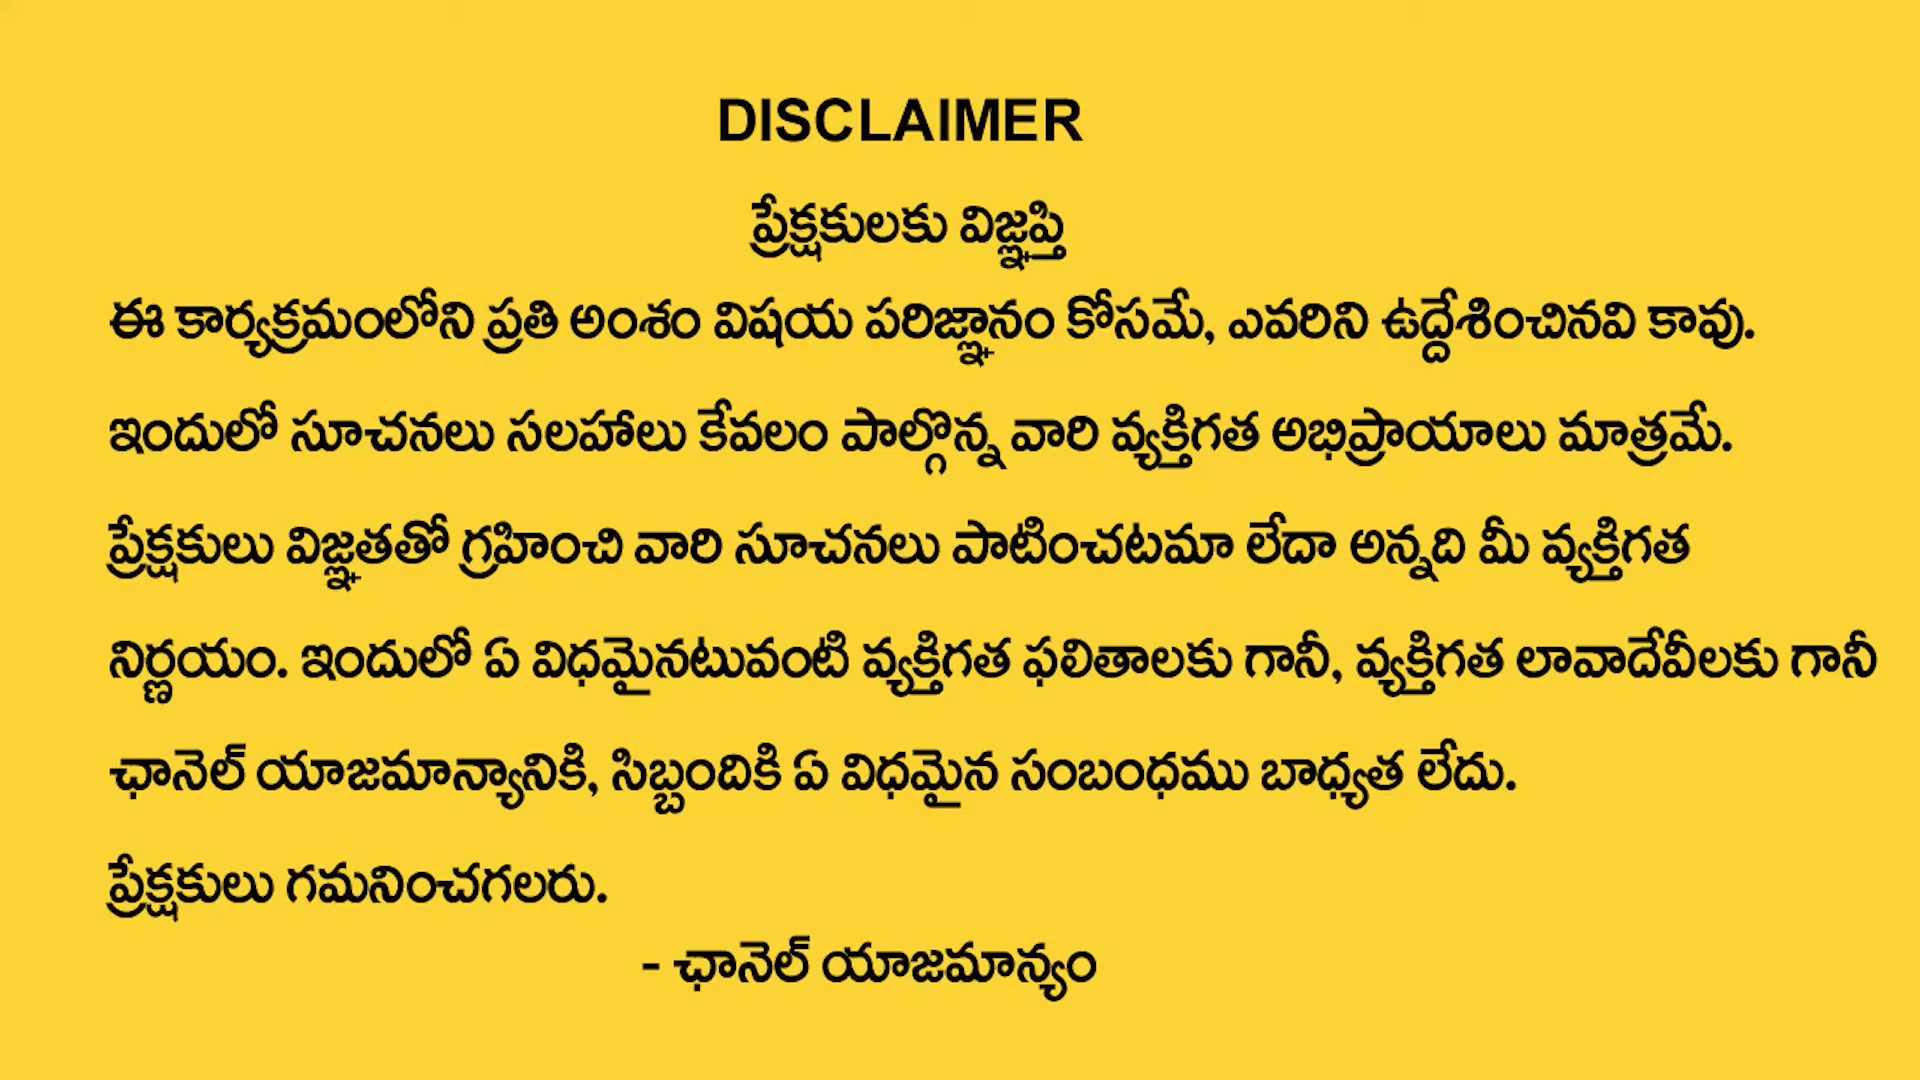 DISCLAIMER
ప్రేక్షకులకు విజ్ఞప్తి
ఈ కార్యక్రమంలోని ప్రతి అంశం విషయ పరిజ్ఞానం కోసమే, ఎవరిని ఉద్దేశించినవి కావు.
ఇందులో సూచనలు సలహాలు కేవలం పాల్గొన్న వారి వ్యక్తిగత అభిప్రాయాలు మాత్రమే.
ప్రేక్షకులు విజ్ఞతతో గ్రహించి వారి సూచనలు పాటించటమా లేదా అన్నది మీ వ్యక్తిగత
నిర్ణయం. ఇందులో ఏ విధమైనటువంటి వ్యక్తిగత ఫలితాలకు గానీ, వ్యక్తిగత లావాదేవీలకు గానీ
ఛానెల్ యాజమాన్యానికి, సిబ్బందికి ఏ విధమైన సంబంధము బాధ్యత లేదు.
ప్రేక్షకులు గమనించగలరు.
- ఛానెల్ యాజమాన్యం